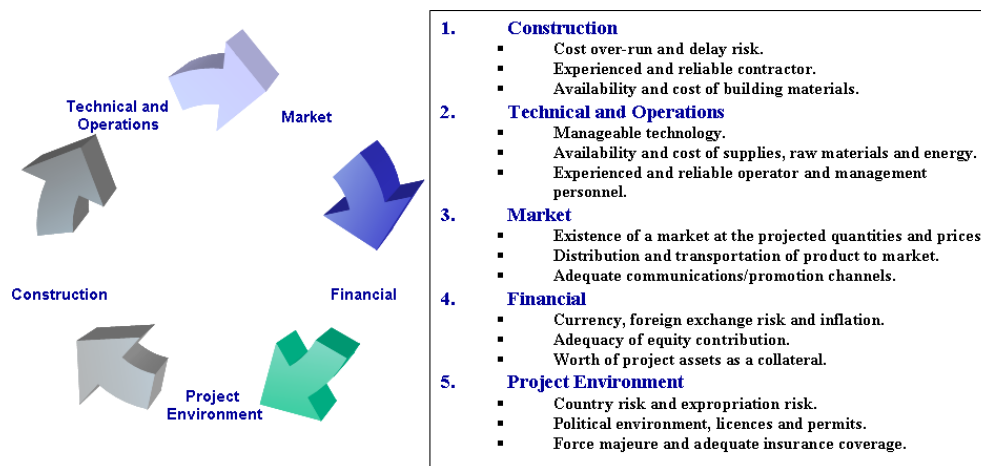 Technical and
Operations
Market
Construction
Financial
Project
Environment
1. Construction
▪ Cost over-run and delay risk.
▪ Experienced and reliable contractor.
▪ Availability and cost of building materials.
2. Technical and Operations
▪ Manageable technology.
▪ Availability and cost of supplies, raw materials and energy.
▪ Experienced and reliable operator and management
personnel.
3. Market
▪ Existence of a market at the projected quantities and prices
▪ Distribution and transportation of product to market.
▪ Adequate communications/promotion channels.
4. Financial
▪ Currency, foreign exchange risk and inflation.
▪ Adequacy of equity contribution.
▪ Worth of project assets as a collateral.
5. Project Environment
▪ Country risk and expropriation risk.
▪ Political environment, licences and permits.
▪ Force majeure and adequate insurance coverage.